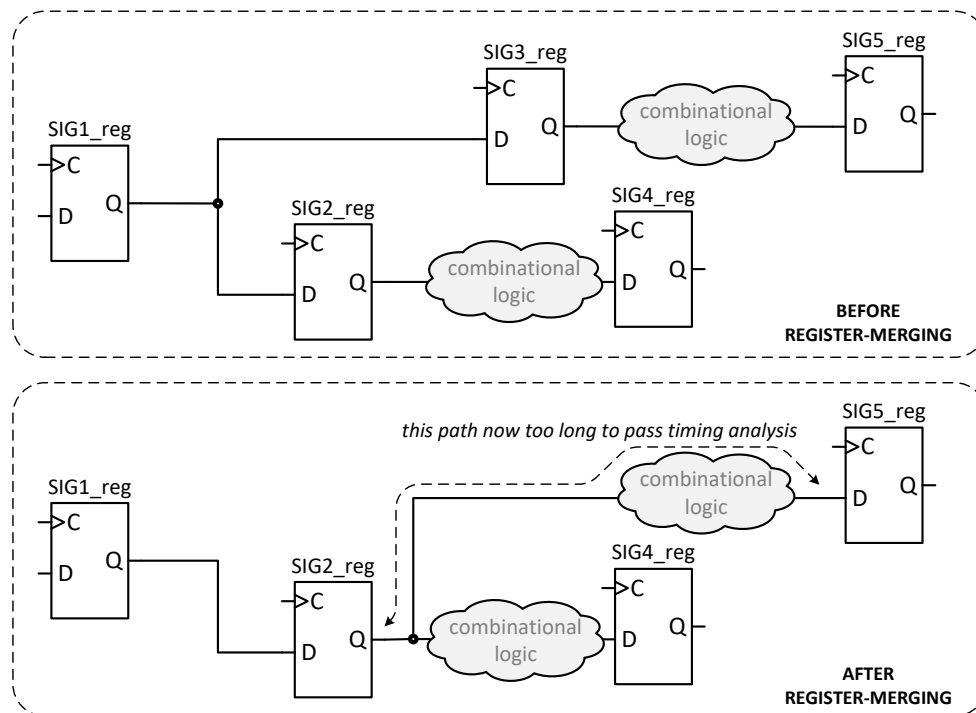 SIG5_reg
SIG3_reg
C
C
combinational
logic
Q
D
Q
D
SIG1_reg
C
Q
D
SIG2_reg
SIG4_reg
C
C
combinational
logic
Q
D
Q
D
BEFORE
REGISTER-MERGING
SIG5_reg
this path now too long to pass timing analysis
C
combinational
logic
Q
D
SIG1_reg
C
Q
D
SIG2_reg
SIG4_reg
C
C
combinational
logic
Q
D
Q
D
AFTER
REGISTER-MERGING